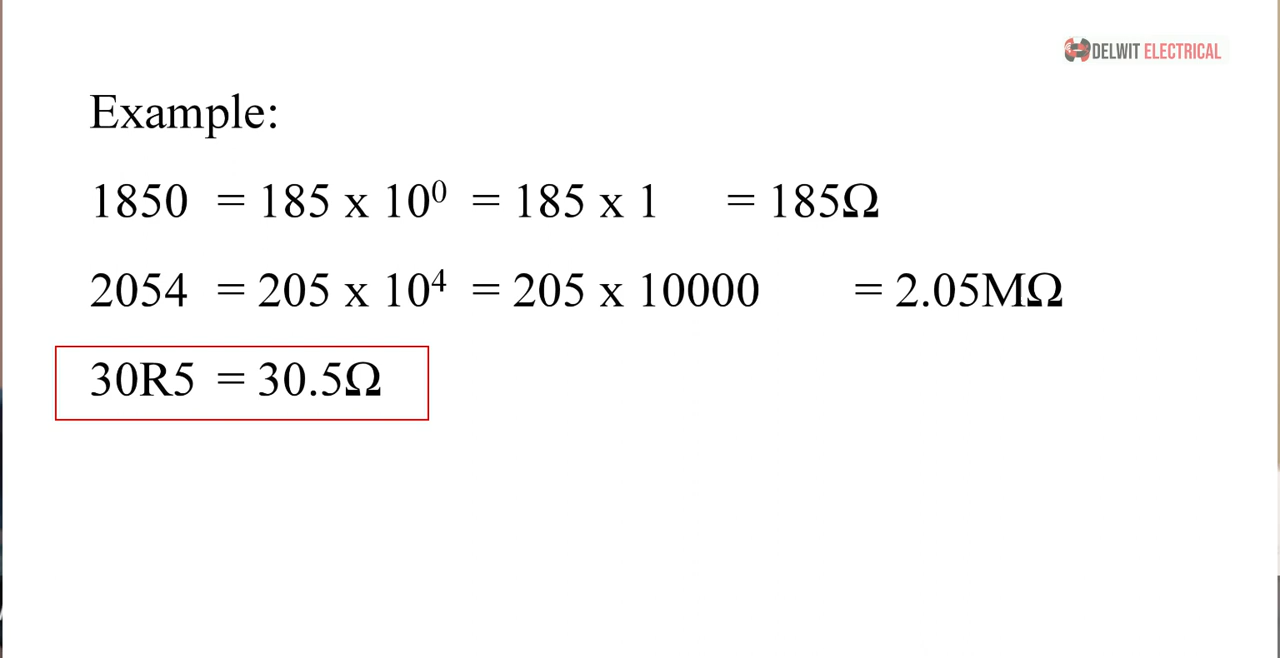 DELWIT ELECTRICAL
Example:
1850 = 185 x 10⁰ = 185 x 1 = 185Ω
2054 = 205 x 10⁴ = 205 x 10000 = 2.05MΩ
30R5 = 30.5Ω